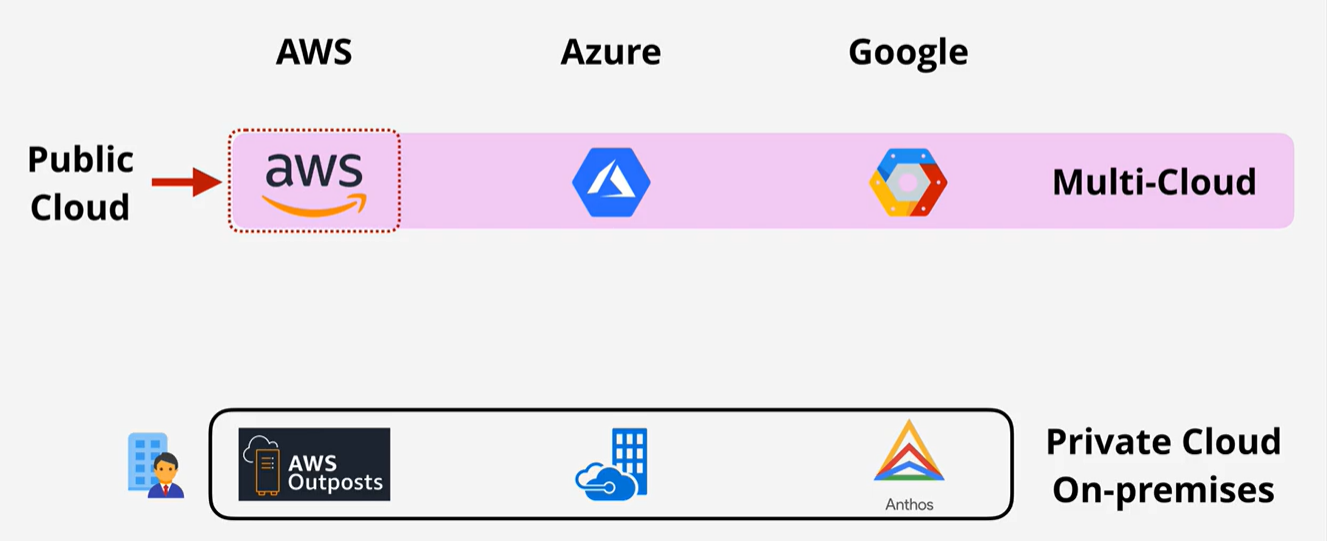 AWS
Azure
Google
Public
Cloud
aws
Multi-Cloud
AWS
Outposts
Anthos
Private Cloud
On-premises